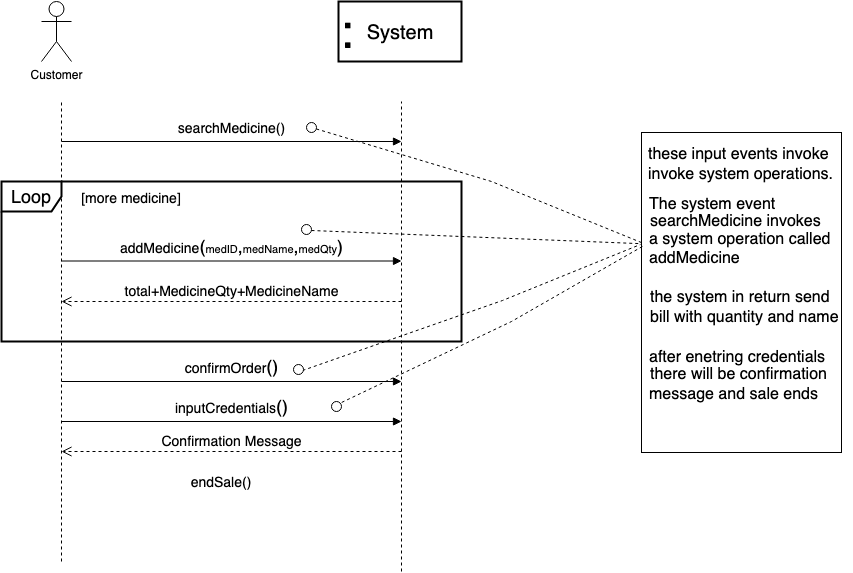 System
Customer
searchMedicine()
Loop
[more medicine]
addMedicine(medID,medName,medQty)
total+MedicineQty+MedicineName
confirmOrder()
inputCredentials()
Confirmation Message
endSale()
these input events invoke
invoke system operations.
The system event
searchMedicine invokes
a system operation called
addMedicine
the system in return send
bill with quantity and name
after enetring credentials
there will be confirmation
message and sale ends